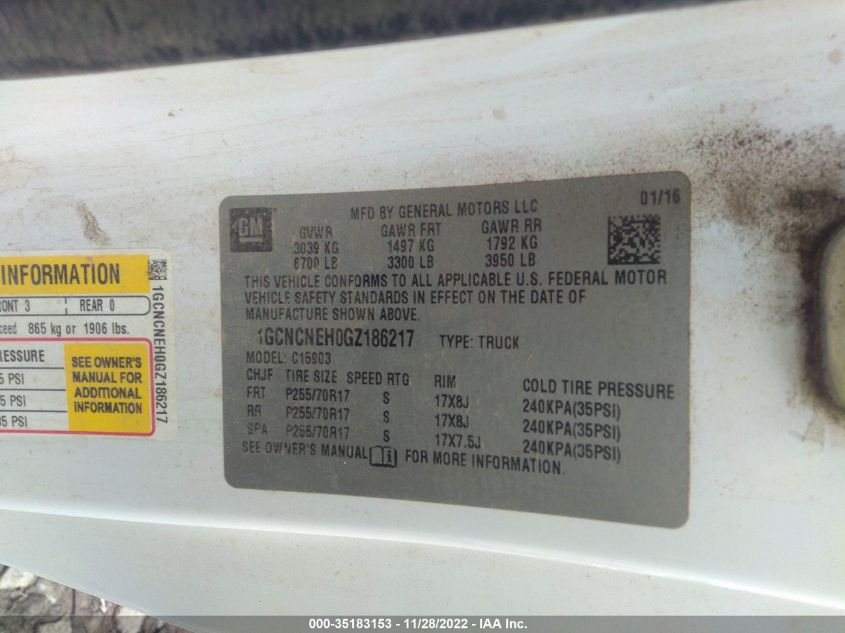 INFORMATION
ONT 3 REAR 0
865 kg or 1906 lbs.
SEE OWNER'S
MANUAL FOR
ADDITIONAL
INFORMATION
PSI
PSI
PSI
1GCNCNEH0GZ186217
GM
MFD BY GENERAL MOTORS LLC 01/16
GVWR GAWR FRT GAWR RR
3039 KG 1497 KG 1792 KG
6700 LB 3300 LB 3950 LB
THIS VEHICLE CONFORMS TO ALL APPLICABLE U.S. FEDERAL MOTOR
VEHICLE SAFETY STANDARDS IN EFFECT ON THE DATE OF
MANUFACTURE SHOWN ABOVE.
1GCNCNEH0GZ186217 TYPE: TRUCK
MODEL: C15903
CHJF TIRE SIZE SPEED RTG RIM COLD TIRE PRESSURE
FRT P255/70R17 S 17X8J 240KPA(35PSI)
RR P255/70R17 S 17X8J 240KPA(35PSI)
SPA P255/70R17 S 17X7.5J 240KPA(35PSI)
SEE OWNER'S MANUAL FOR MORE INFORMATION.
000-35183153 - 11/28/2022 - IAA Inc.